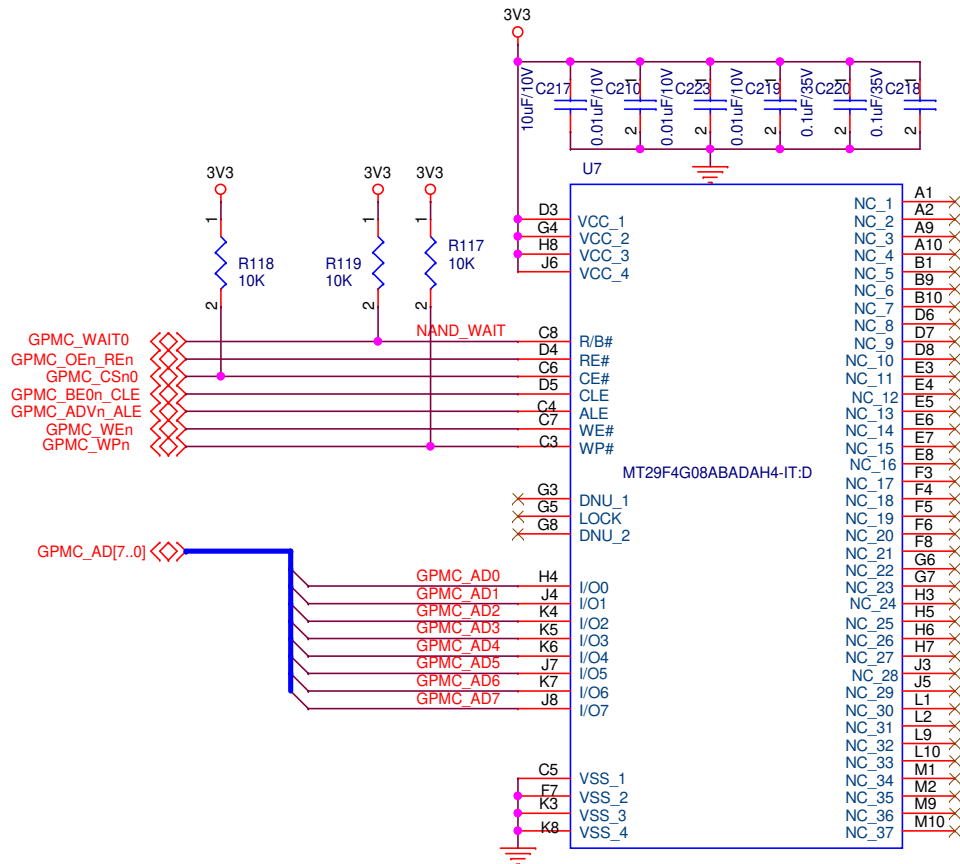 3V3
10uF/10V
C217
1
2
0.01uF/10V
C210
1
2
0.01uF/10V
C223
1
2
0.01uF/10V
C219
1
2
0.1uF/35V
C220
1
2
0.1uF/35V
C218
1
2
3V3
3V3
3V3
1
R118
10K
2
1
R119
10K
2
1
R117
10K
2
U7
MT29F4G08ABADAH4-IT:D
D3 VCC_1
G4 VCC_2
H8 VCC_3
J6 VCC_4
GPMC_WAIT0 NAND_WAIT C8 R/B#
GPMC_OEn_REn D4 RE#
GPMC_CSn0 C6 CE#
GPMC_BE0n_CLE D5 CLE
GPMC_ADVn_ALE C4 ALE
GPMC_WEn C7 WE#
GPMC_WPn C3 WP#
G3 DNU_1
G5 LOCK
G8 DNU_2
GPMC_AD[7..0]
GPMC_AD0 H4 I/O0
GPMC_AD1 J4 I/O1
GPMC_AD2 K4 I/O2
GPMC_AD3 K5 I/O3
GPMC_AD4 K6 I/O4
GPMC_AD5 J7 I/O5
GPMC_AD6 K7 I/O6
GPMC_AD7 J8 I/O7
C5 VSS_1
F7 VSS_2
K3 VSS_3
K8 VSS_4
NC_1 A1
NC_2 A2
NC_3 A9
NC_4 A10
NC_5 B1
NC_6 B9
NC_7 B10
NC_8 D6
NC_9 D7
NC_10 D8
NC_11 E3
NC_12 E4
NC_13 E5
NC_14 E6
NC_15 E7
NC_16 E8
NC_17 F3
NC_18 F4
NC_19 F5
NC_20 F6
NC_21 F8
NC_22 G6
NC_23 G7
NC_24 H3
NC_25 H5
NC_26 H6
NC_27 H7
NC_28 J3
NC_29 J5
NC_30 L1
NC_31 L2
NC_32 L9
NC_33 L10
NC_34 M1
NC_35 M2
NC_36 M9
NC_37 M10